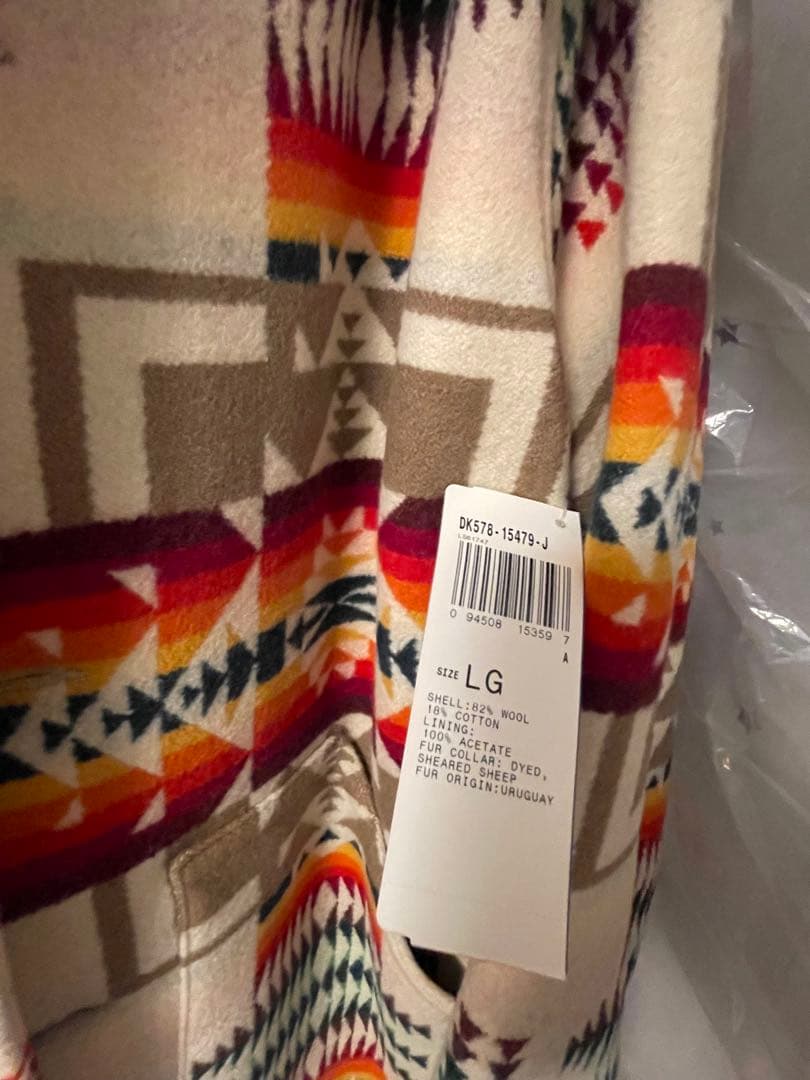 DK578-15479-J
LS61747
0 94508 15359 7
A
SIZE LG
SHELL:82% WOOL
18% COTTON
LINING:
100% ACETATE
FUR COLLAR: DYED,
SHEARED SHEEP
FUR ORIGIN:URUGUAY